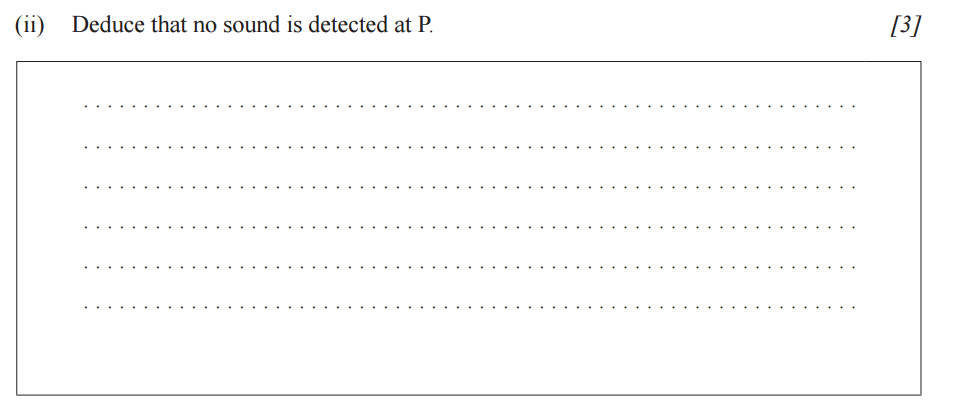 (ii) Deduce that no sound is detected at P. [3]